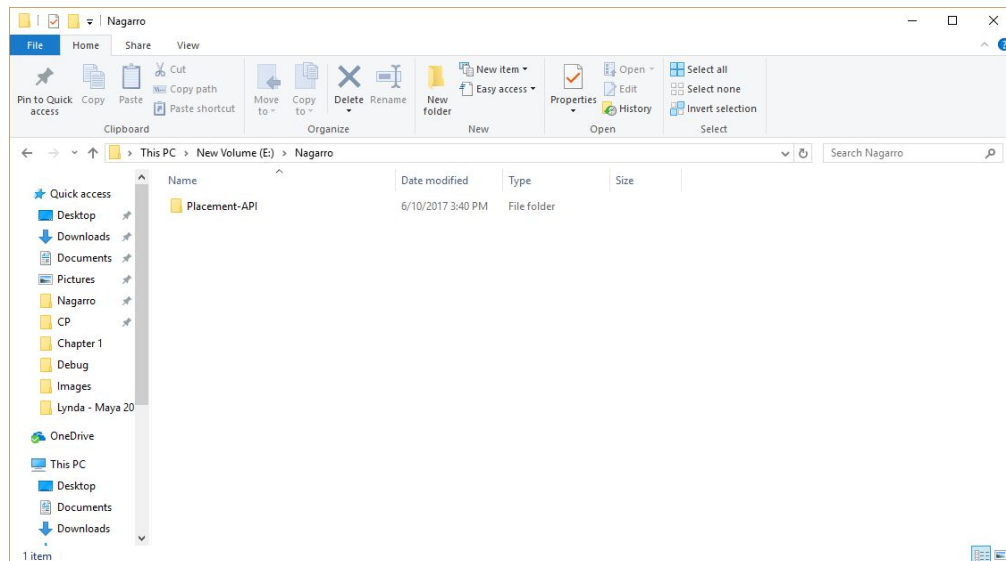 Nagarro
File Home Share View
Pin to Quick access
Copy
Paste
Cut
Copy path
Paste shortcut
Clipboard
Move to
Copy to
Delete
Rename
Organize
New folder
New item
Easy access
New
Properties
Open
Edit
History
Open
Select all
Select none
Invert selection
Select
This PC > New Volume (E:) > Nagarro
Search Nagarro
Name Date modified Type Size
Placement-API 6/10/2017 3:40 PM File folder
Quick access
Desktop
Downloads
Documents
Pictures
Nagarro
CP
Chapter 1
Debug
Images
Lynda - Maya 20
OneDrive
This PC
Desktop
Documents
Downloads
1 item